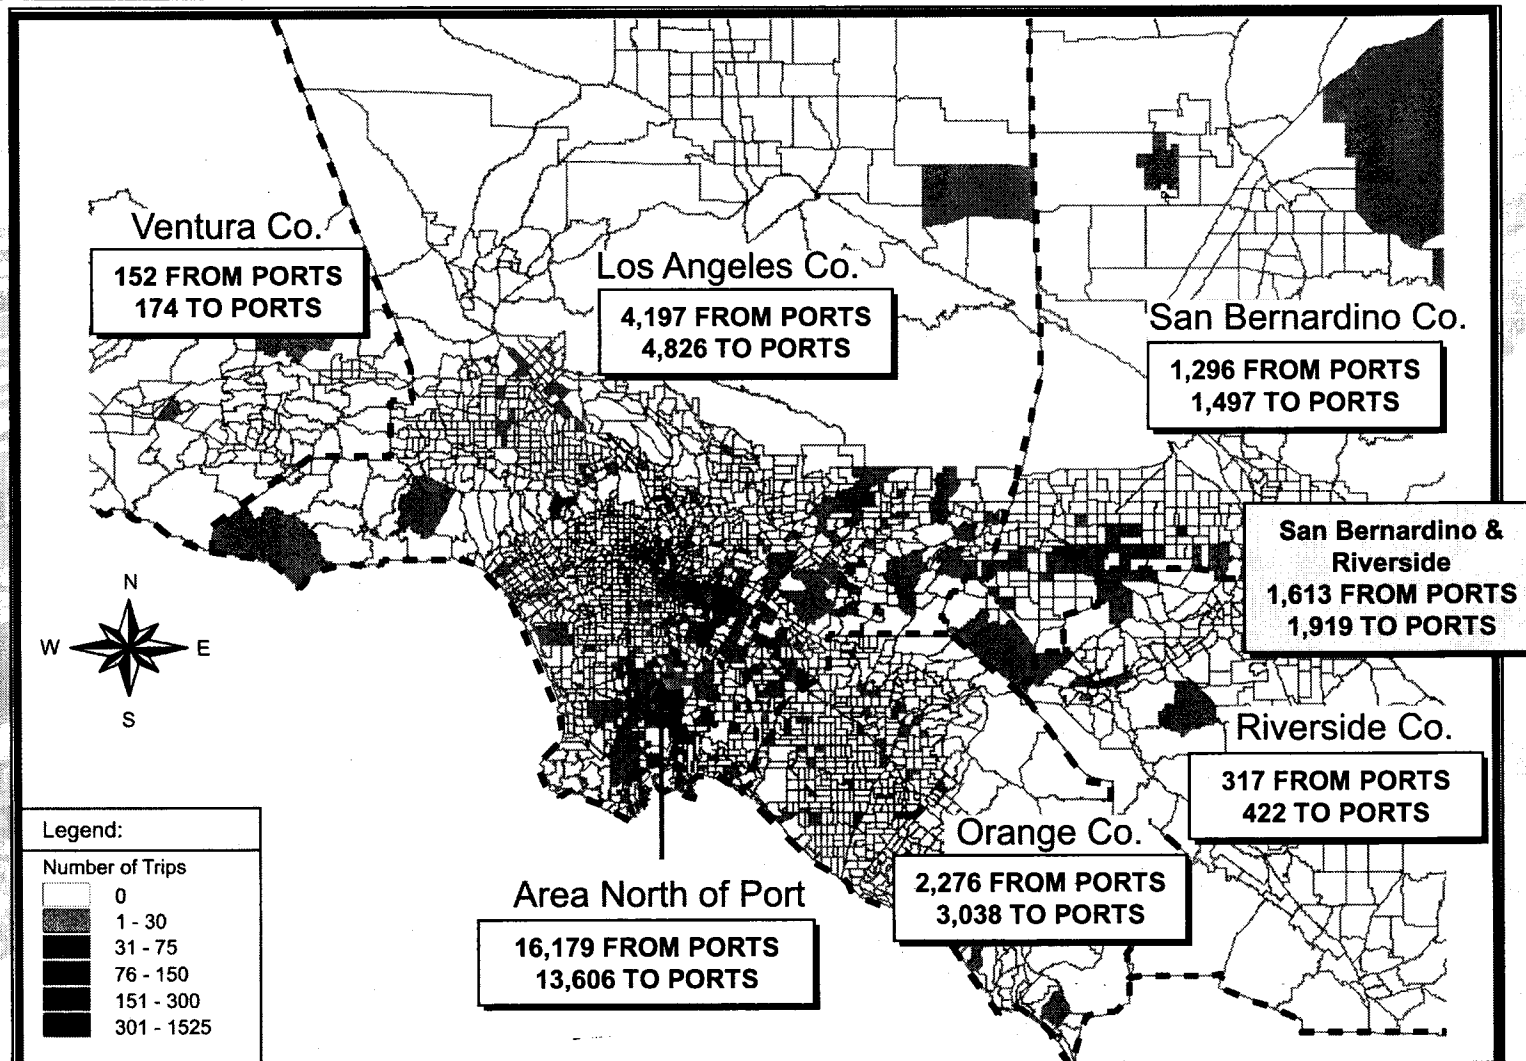 Ventura Co.
152 FROM PORTS
174 TO PORTS
Los Angeles Co.
4,197 FROM PORTS
4,826 TO PORTS
San Bernardino Co.
1,296 FROM PORTS
1,497 TO PORTS
San Bernardino &
Riverside
1,613 FROM PORTS
1,919 TO PORTS
N
W
E
S
Riverside Co.
317 FROM PORTS
422 TO PORTS
Orange Co.
2,276 FROM PORTS
3,038 TO PORTS
Area North of Port
16,179 FROM PORTS
13,606 TO PORTS
Legend:
Number of Trips
0
1 - 30
31 - 75
76 - 150
151 - 300
301 - 1525